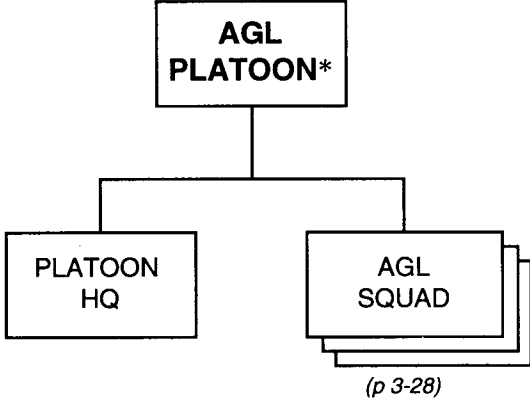 AGL
PLATOON*
PLATOON
HQ
AGL
SQUAD
(p 3-28)